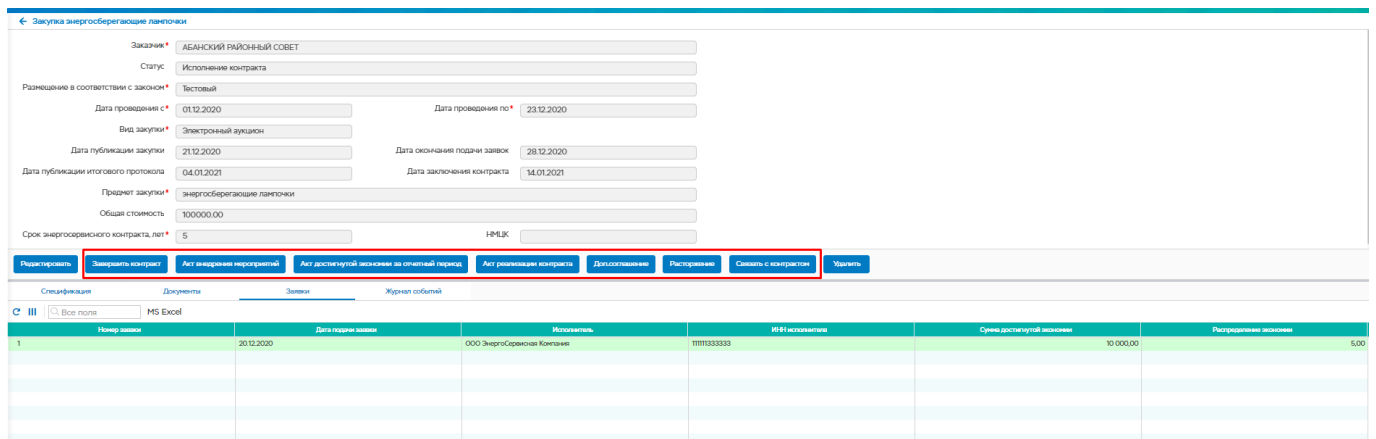 Закупка энергосберегающие лампочки
Заказчик* АБАНСКИЙ РАЙОННЫЙ СОВЕТ
Статус Исполнение контракта
Размещение в соответствии с законом* Тестовый
Дата проведения с* 01.12.2020 Дата проведения по* 23.12.2020
Вид закупки* Электронный аукцион
Дата публикации закупки 21.12.2020 Дата окончания подачи заявок 28.12.2020
Дата публикации итогового протокола 04.01.2021 Дата заключения контракта 14.01.2021
Предмет закупки* энергосберегающие лампочки
Общая стоимость 100000.00
Срок энергосервисного контракта, лет* 5 НМЦК
Редактировать Завершить контракт Акт внедрения мероприятий Акт достигнутой экономии за отчетный период Акт реализации контракта Доп.соглашение Расторжение Связать с контрактом Удалить
Спецификация Документы Заявки Журнал событий
Все поля MS Excel
Номер заявки Дата подачи заявки Исполнитель ИНН исполнителя Сумма достигнутой экономии Распределение экономии
1 20.12.2020 ООО ЭнергоСервисная Компания 111111333333 10 000,00 5,00